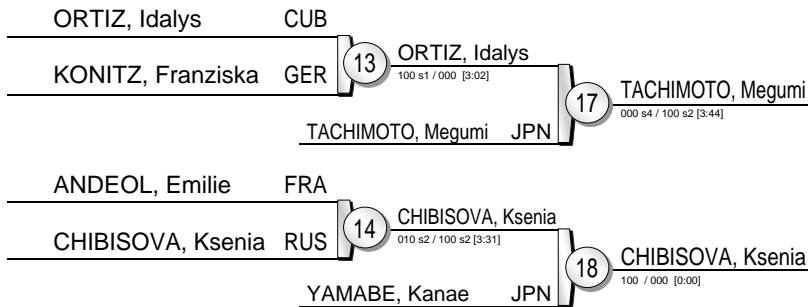 ORTIZ, Idalys CUB
KONITZ, Franziska GER
13
ORTIZ, Idalys
100 s1 / 000 [3:02]
TACHIMOTO, Megumi JPN
17
TACHIMOTO, Megumi
000 s4 / 100 s2 [3:44]
ANDEOL, Emilie FRA
CHIBISOVA, Ksenia RUS
14
CHIBISOVA, Ksenia
010 s2 / 100 s2 [3:31]
YAMABE, Kanae JPN
18
CHIBISOVA, Ksenia
100 / 000 [0:00]